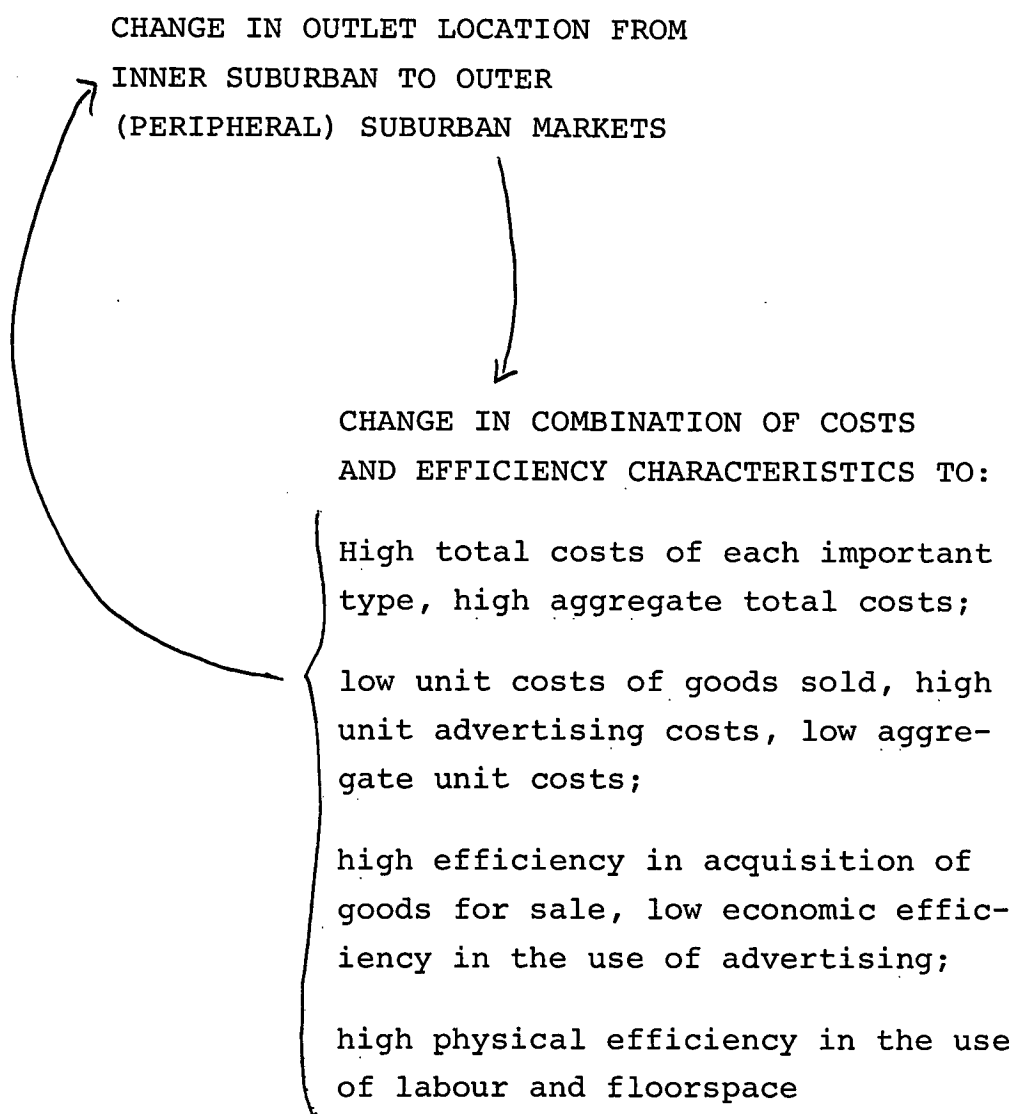 CHANGE IN OUTLET LOCATION FROM
INNER SUBURBAN TO OUTER
(PERIPHERAL) SUBURBAN MARKETS
CHANGE IN COMBINATION OF COSTS
AND EFFICIENCY CHARACTERISTICS TO:
High total costs of each important
type, high aggregate total costs;
low unit costs of goods sold, high
unit advertising costs, low aggre-
gate unit costs;
high efficiency in acquisition of
goods for sale, low economic effic-
iency in the use of advertising;
high physical efficiency in the use
of labour and floorspace